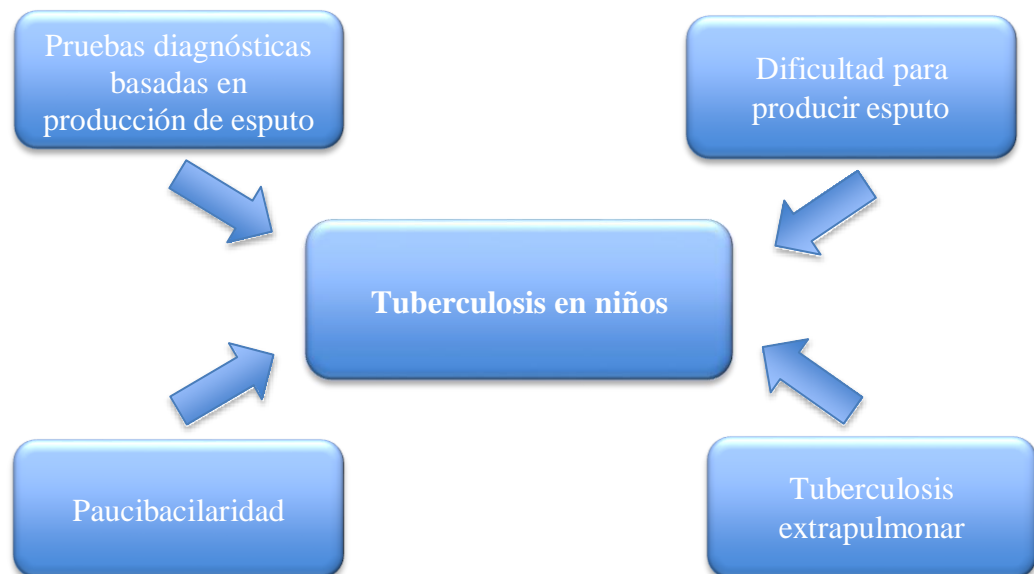 Pruebas diagnósticas
basadas en
producción de esputo
Dificultad para
producir esputo
Tuberculosis en niños
Paucibacilaridad
Tuberculosis
extrapulmonar